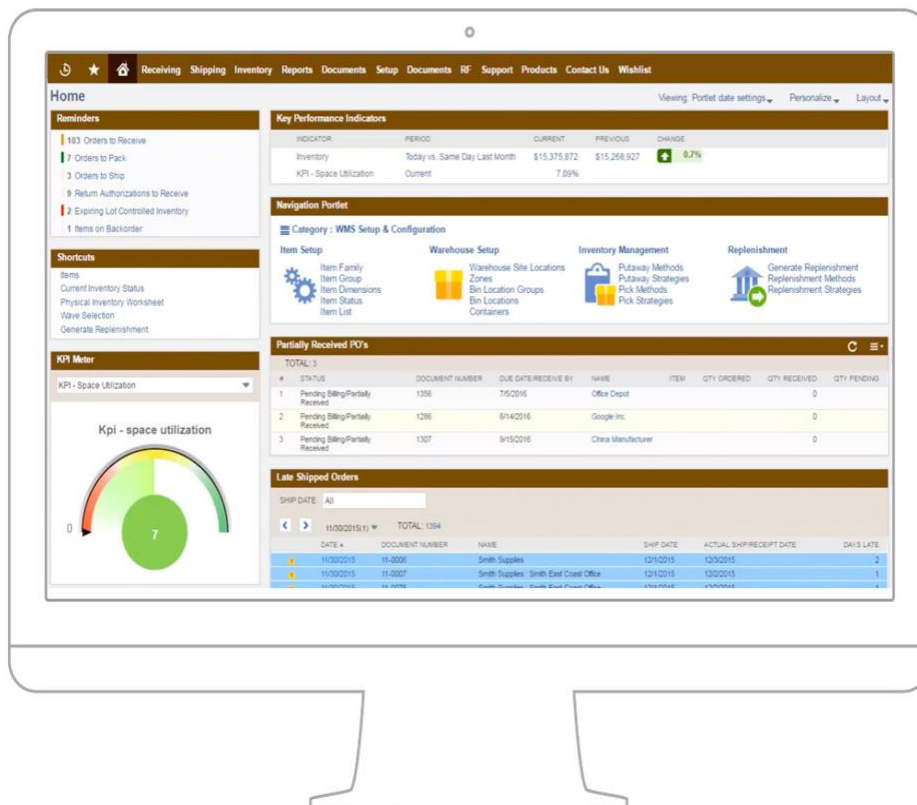 Receiving Shipping Inventory Reports Documents Setup Documents RF Support Products Contact Us Wishlist
Home
Viewing: Portlet date settings Personalize Layout
Reminders
103 Orders to Receive
7 Orders to Pack
3 Orders to Ship
9 Return Authorizations to Receive
2 Expiring Lot Controlled Inventory
1 Items on Backorder
Shortcuts
Items
Current Inventory Status
Physical Inventory Worksheet
Wave Selection
Generate Replenishment
KPI Meter
KPI - Space Utilization
Kpi - space utilization
0
7
Key Performance Indicators
INDICATOR PERIOD CURRENT PREVIOUS CHANGE
Inventory Today vs. Same Day Last Month $15,375,872 $15,268,927 0.7%
KPI - Space Utilization Current 7.09%
Navigation Portlet
Category : WMS Setup & Configuration
Item Setup
Item Family
Item Group
Item Dimensions
Item Status
Item List
Warehouse Setup
Warehouse Site Locations
Zones
Bin Location Groups
Bin Locations
Containers
Inventory Management
Putaway Methods
Putaway Strategies
Pick Methods
Pick Strategies
Replenishment
Generate Replenishment
Replenishment Methods
Replenishment Strategies
Partially Received PO's
TOTAL: 3
# STATUS DOCUMENT NUMBER DUE DATE/RECEIVE BY NAME ITEM QTY ORDERED QTY RECEIVED QTY PENDING
1 Pending Billing/Partially Received 1356 7/5/2016 Office Depot 0
2 Pending Billing/Partially Received 1286 6/14/2016 Google Inc. 0
3 Pending Billing/Partially Received 1307 9/15/2016 China Manufacturer 0
Late Shipped Orders
SHIP DATE All
11/30/2015(1) TOTAL: 1394
DATE DOCUMENT NUMBER NAME SHIP DATE ACTUAL SHIP/RECEIPT DATE DAYS LATE
11/30/2015 11-0006 Smith Supplies 12/1/2015 12/3/2015 2
11/30/2015 11-0007 Smith Supplies : Smith East Coast Office 12/1/2015 12/2/2015 1